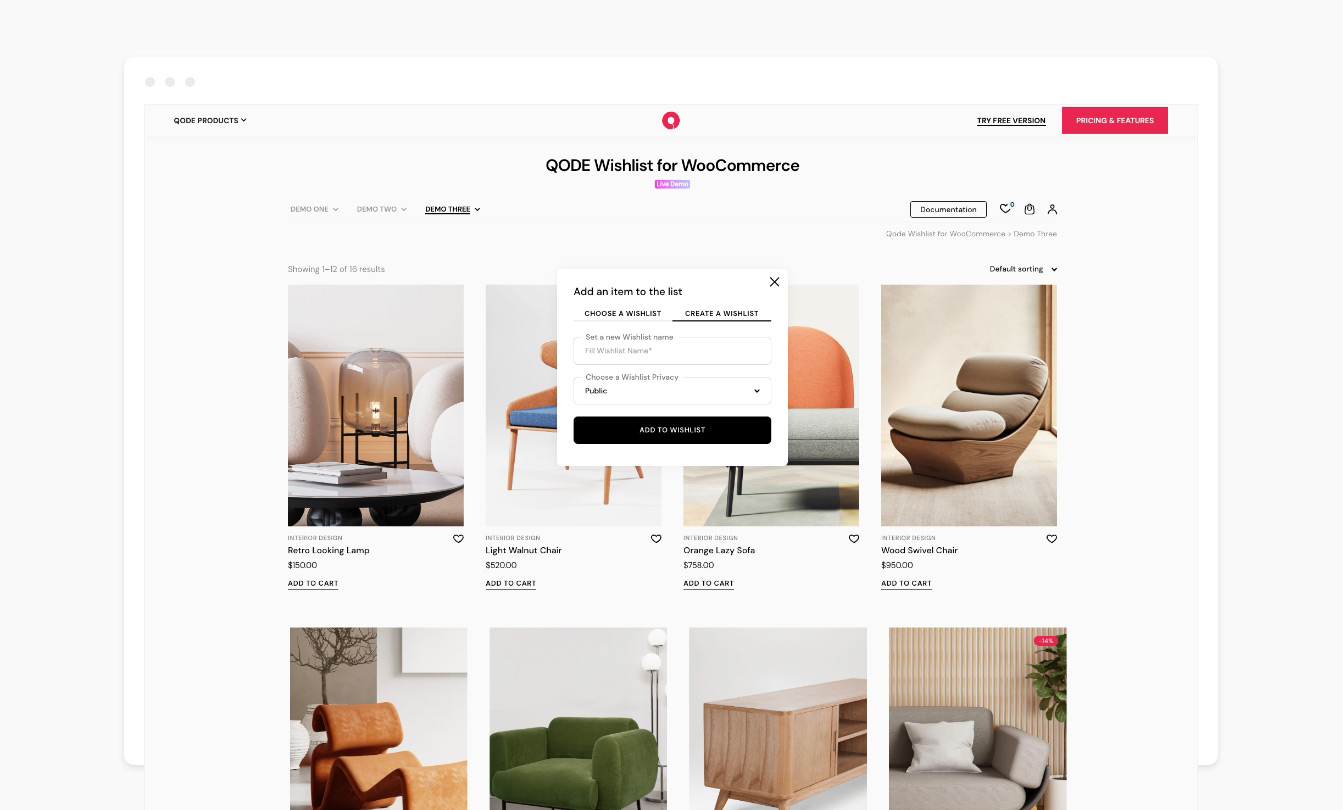 QODE PRODUCTS
TRY FREE VERSION
PRICING & FEATURES
QODE Wishlist for WooCommerce
Live Demo
DEMO ONE
DEMO TWO
DEMO THREE
Documentation
0
Qode Wishlist for WooCommerce > Demo Three
Showing 1–12 of 16 results
Default sorting
Add an item to the list
CHOOSE A WISHLIST
CREATE A WISHLIST
Set a new Wishlist name
Fill Wishlist Name*
Choose a Wishlist Privacy
Public
ADD TO WISHLIST
INTERIOR DESIGN
Retro Looking Lamp
$150.00
ADD TO CART
INTERIOR DESIGN
Light Walnut Chair
$520.00
ADD TO CART
INTERIOR DESIGN
Orange Lazy Sofa
$758.00
ADD TO CART
INTERIOR DESIGN
Wood Swivel Chair
$950.00
ADD TO CART
-14%